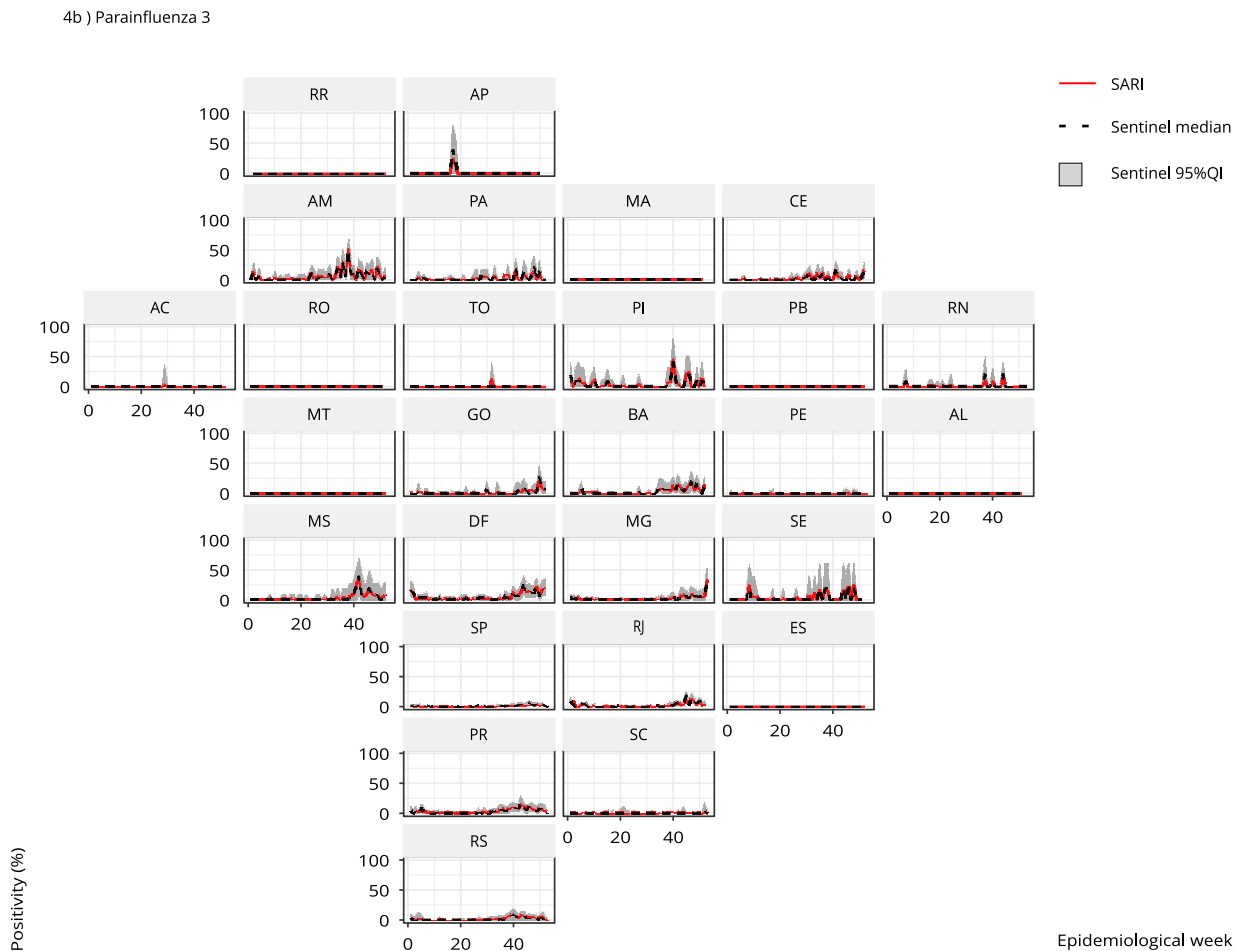 4b ) Parainfluenza 3
SARI
Sentinel median
Sentinel 95%QI
RR AP
100
50
0
AM PA MA CE
100
50
0
AC RO TO PI PB RN
100
50
0
0 20 40
MT GO BA PE AL
100
50
0
0 20 40
MS DF MG SE
100
50
0
0 20 40
SP RJ ES
100
50
0
0 20 40
PR SC
100
50
0
0 20 40
RS
100
50
0
0 20 40
Positivity (%)
Epidemiological week